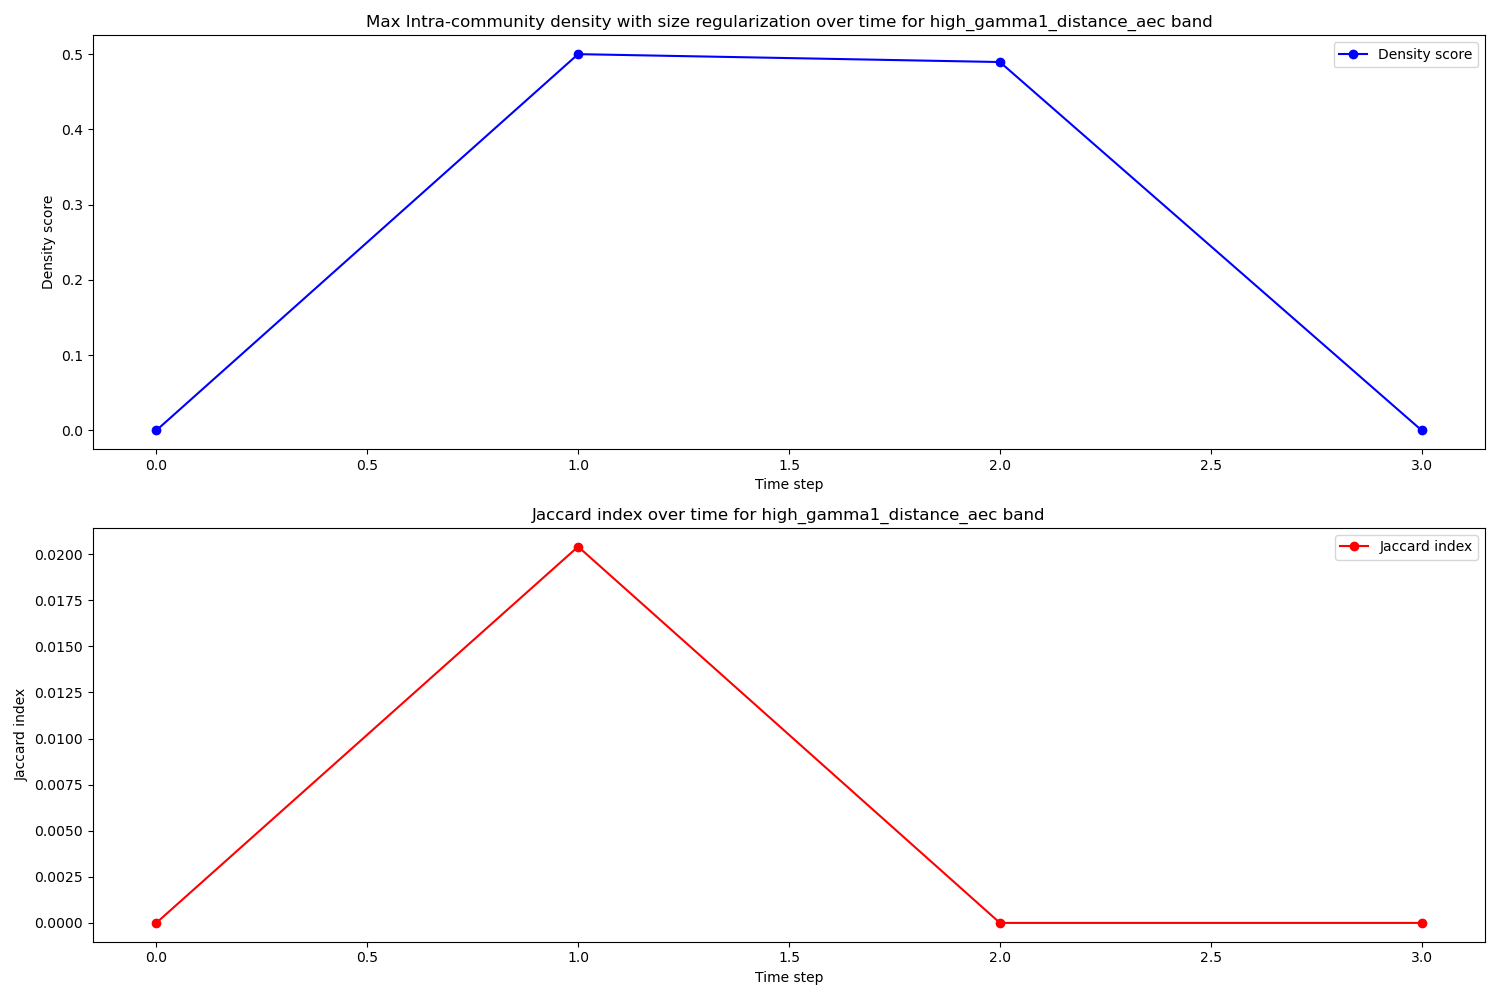 Max Intra-community density with size regularization over time for high_gamma1_distance_aec band
Density score
0.5
0.4
0.3
0.2
0.1
0.0
Density score
0.0 0.5 1.0 1.5 2.0 2.5 3.0
Time step
Jaccard index over time for high_gamma1_distance_aec band
Jaccard index
0.0200
0.0175
0.0150
0.0125
0.0100
0.0075
0.0050
0.0025
0.0000
Jaccard index
0.0 0.5 1.0 1.5 2.0 2.5 3.0
Time step